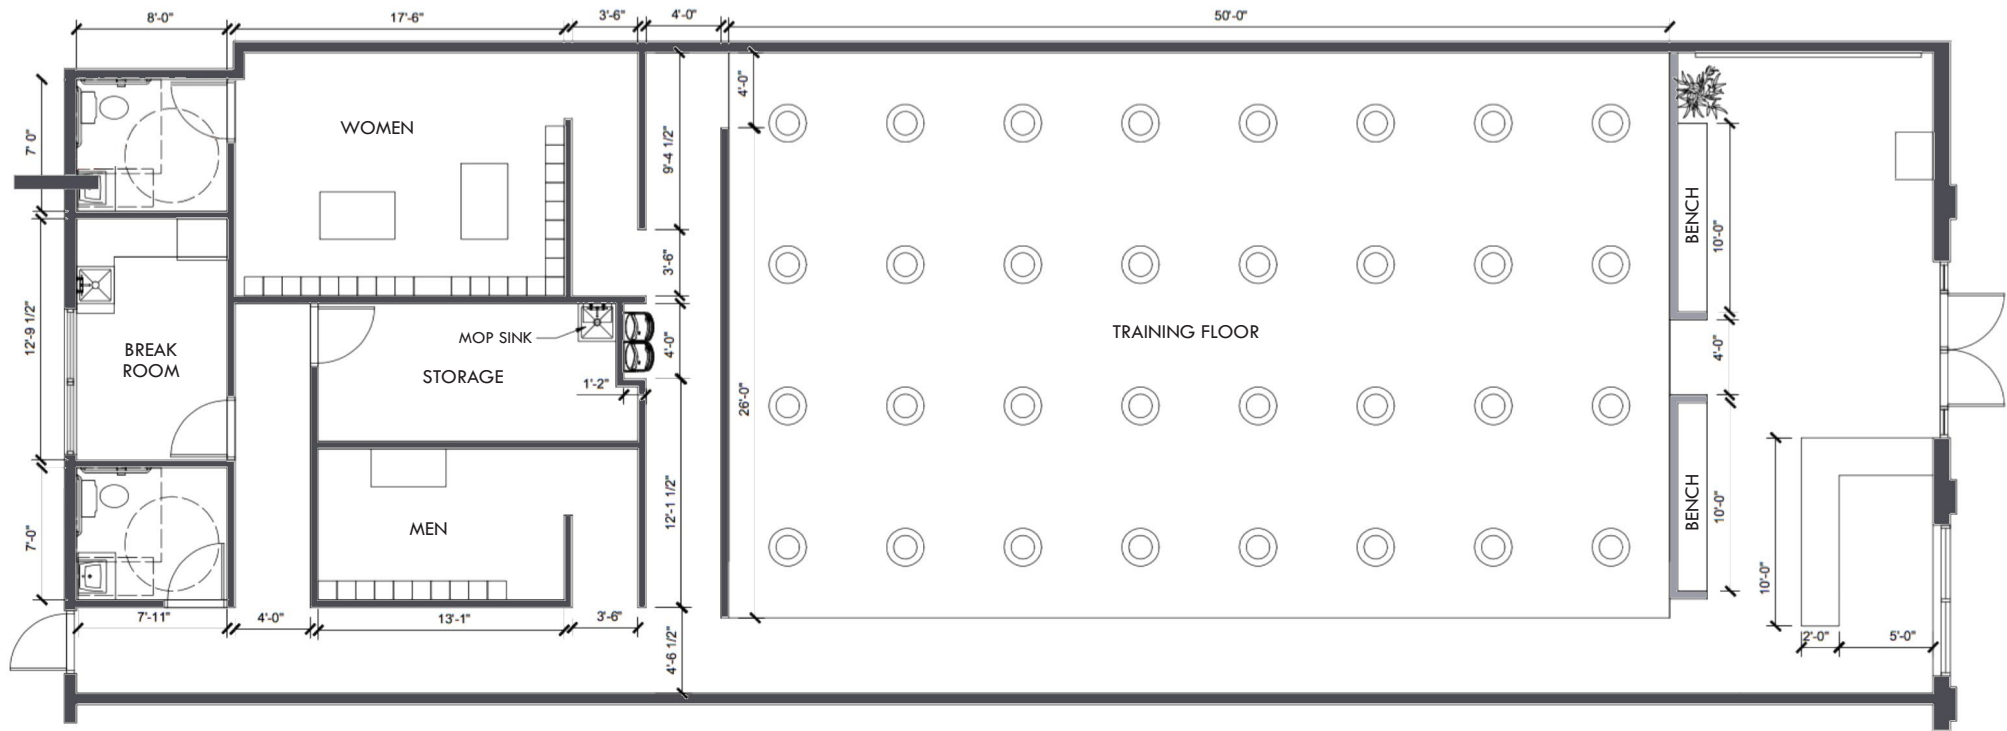 8'-0"
17'-6"
3'-6"
4'-0"
50'-0"
7' 0"
WOMEN
9'-4 1/2"
4'-0"
BENCH
10'-0"
3'-6"
12'-9 1/2"
BREAK
ROOM
MOP SINK
STORAGE
1'-2"
4'-0"
26'-0"
TRAINING FLOOR
4'-0"
7'-0"
MEN
12'-1 1/2"
BENCH
10'-0"
10'-0"
7'-11"
4'-0"
13'-1"
3'-6"
4'-6 1/2"
2'-0"
5'-0"